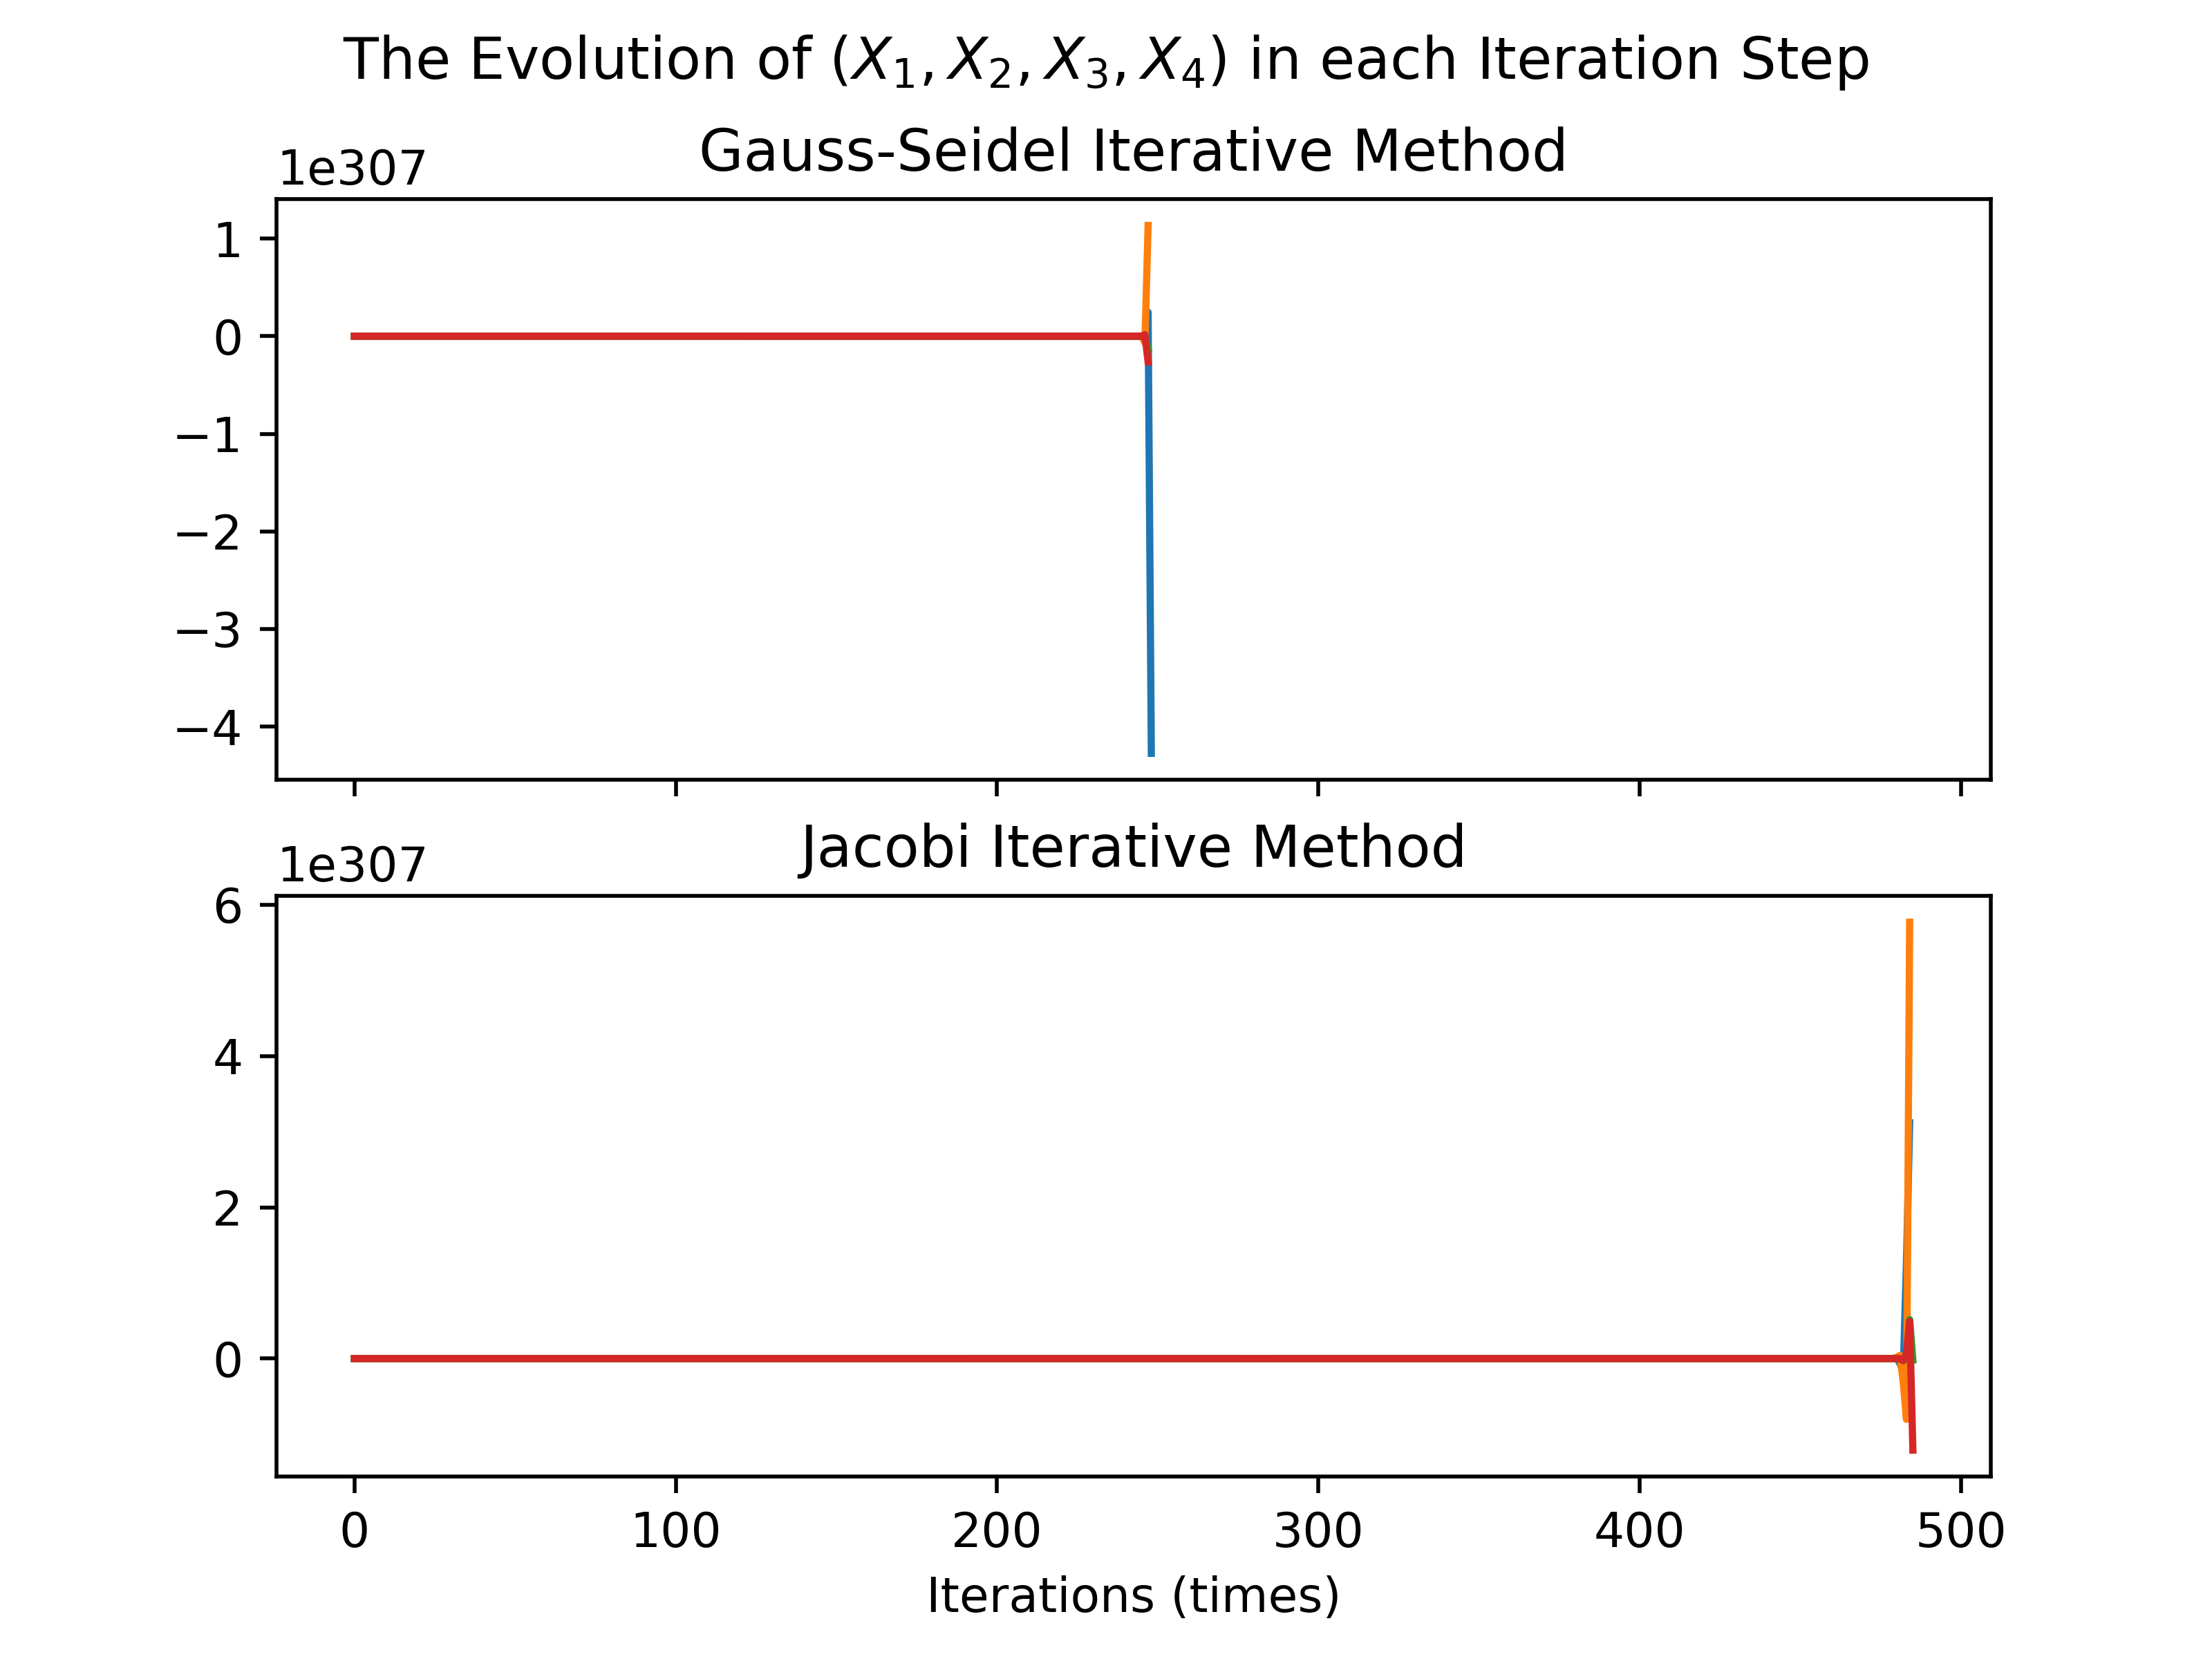 The Evolution of (X₁, X₂, X₃, X₄) in each Iteration Step
Gauss-Seidel Iterative Method
1e307
1
0
−1
−2
−3
−4
Jacobi Iterative Method
1e307
6
4
2
0
0 100 200 300 400 500
Iterations (times)